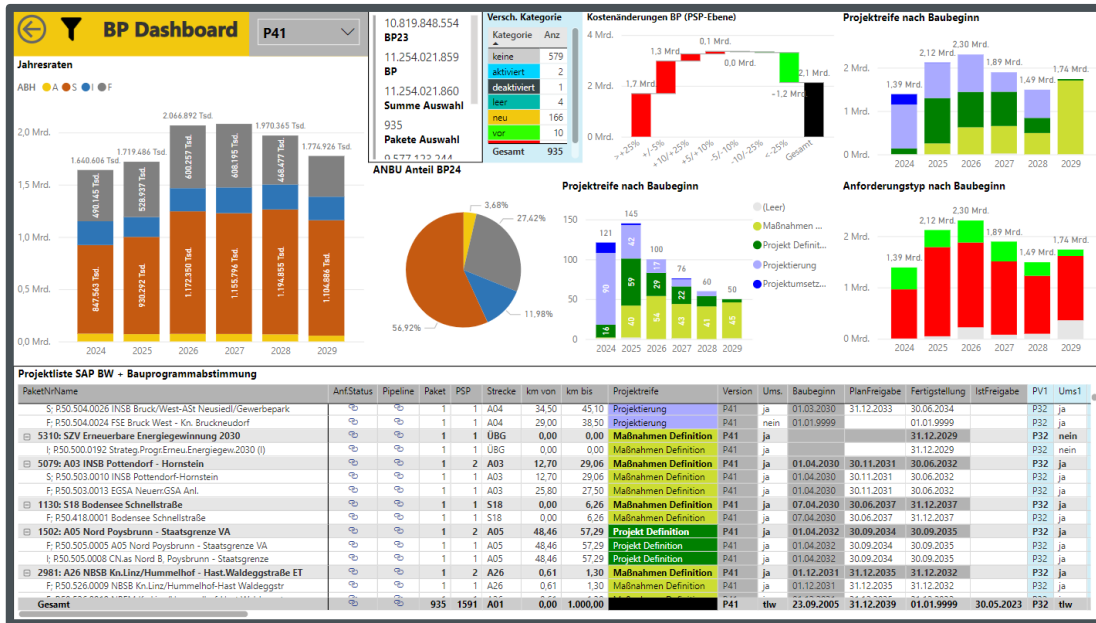 BP Dashboard
P41
10.819.848.554
BP23
11.254.021.859
BP
11.254.021.860
Summe Auswahl
935
Pakete Auswahl
9.577.123.244
Versch. Kategorie
Kategorie Anz
keine 579
aktiviert 2
deaktiviert 1
leer 4
neu 166
vor 10
Gesamt 935
Kostenänderungen BP (PSP-Ebene)
4 Mrd.
2 Mrd.
0 Mrd.
1,7 Mrd.
1,3 Mrd.
0,1 Mrd.
0,0 Mrd.
-1,2 Mrd.
2,1 Mrd.
>+25%
+/-5%
+10/+25%
+5/+10%
-5/-10%
-10/-25%
<-25%
Gesamt
Projektreife nach Baubeginn
2 Mrd.
1 Mrd.
0 Mrd.
1,39 Mrd.
2,12 Mrd.
2,30 Mrd.
1,89 Mrd.
1,49 Mrd.
1,74 Mrd.
2024 2025 2026 2027 2028 2029
Jahresraten
ABH A S I F
2,0 Mrd.
1,5 Mrd.
1,0 Mrd.
0,5 Mrd.
0,0 Mrd.
1.640.606 Tsd.
1.719.486 Tsd.
2.066.892 Tsd.
1.970.365 Tsd.
1.774.926 Tsd.
490.145 Tsd.
528.937 Tsd.
600.257 Tsd.
608.195 Tsd.
468.477 Tsd.
847.563 Tsd.
930.292 Tsd.
1.172.350 Tsd.
1.155.796 Tsd.
1.194.855 Tsd.
1.104.886 Tsd.
2024 2025 2026 2027 2028 2029
ANBU Anteil BP24
3,68%
27,42%
11,98%
56,92%
Projektreife nach Baubeginn
150
100
50
0
121
145
100
76
60
50
90
16
42
59
40
17
29
54
22
43
41
45
2024 2025 2026 2027 2028 2029
(Leer)
Maßnahmen ...
Projekt Definit...
Projektierung
Projektumsetz...
Anforderungstyp nach Baubeginn
2 Mrd.
1 Mrd.
0 Mrd.
1,39 Mrd.
2,12 Mrd.
2,30 Mrd.
1,89 Mrd.
1,49 Mrd.
1,74 Mrd.
2024 2025 2026 2027 2028 2029
Projektliste SAP BW + Bauprogrammabstimmung
PaketNrName Anf.Status Pipeline Paket PSP Strecke km von km bis Projektreife Version Ums. Baubeginn PlanFreigabe Fertigstellung IstFreigabe PV1 Ums1
S; P.50.504.0026 INSB Bruck/West-ASt Neusiedl/Gewerbepark 1 1 A04 34,50 45,10 Projektierung P41 ja 01.03.2030 31.12.2033 30.06.2034 P32 ja
F; P.50.504.0024 FSE Bruck West - Kn. Bruckneudorf 1 1 A04 29,00 38,50 Projektierung P41 nein 01.01.9999 01.01.9999 P32 ja
5310: SZV Erneuerbare Energiegewinnung 2030 1 1 ÜBG 0,00 0,00 Maßnahmen Definition P41 ja 31.12.2029 P32 nein
I; P.50.500.0192 Strateg.Progr.Erneu.Energiegew.2030 (I) 1 1 ÜBG 0,00 0,00 Maßnahmen Definition P41 ja 31.12.2029 P32 nein
5079: A03 INSB Pottendorf - Hornstein 1 2 A03 12,70 29,06 Maßnahmen Definition P41 ja 01.04.2030 30.11.2031 30.06.2032 P32 ja
S; P.50.503.0010 INSB Pottendorf-Hornstein 1 1 A03 12,70 29,06 Maßnahmen Definition P41 ja 01.04.2030 30.11.2031 30.06.2032 P32 ja
F; P.50.503.0013 EGSA Neuerr.GSA Anl. 1 1 A03 25,80 27,50 Maßnahmen Definition P41 ja 01.04.2030 30.11.2031 30.06.2032 P32 ja
1130: S18 Bodensee Schnellstraße 1 1 S18 0,00 6,26 Maßnahmen Definition P41 ja 07.04.2030 30.06.2037 31.12.2037 P32 ja
F; P.50.418.0001 Bodensee Schnellstraße 1 1 S18 0,00 6,26 Maßnahmen Definition P41 ja 07.04.2030 30.06.2037 31.12.2037 P32 ja
1502: A05 Nord Poysbrunn - Staatsgrenze VA 1 2 A05 48,46 57,29 Projekt Definition P41 ja 01.04.2032 30.09.2034 30.09.2035 P32 ja
F; P.50.505.0005 A05 Nord Poysbrunn - Staatsgrenze VA 1 1 A05 48,46 57,29 Projekt Definition P41 ja 01.04.2032 30.09.2034 30.09.2035 P32 ja
I; P.50.505.0008 CN.as Nord B, Poysbrunn - Staatsgrenze 1 1 A05 48,46 57,29 Projekt Definition P41 ja 01.04.2032 30.09.2034 30.09.2035 P32 ja
2981: A26 NBSB Kn.Linz/Hummelhof - Hast.Waldeggstraße ET 1 2 A26 0,61 1,30 Maßnahmen Definition P41 ja 01.12.2031 31.12.2035 31.12.2032 P32 ja
F; P.50.526.0009 NBSB Kn.Linz/Hummelhof-Hast Waldeggstr 1 1 A26 0,61 1,30 Maßnahmen Definition P41 ja 01.12.2031 31.12.2035 31.12.2032 P32 ja
Gesamt 935 1591 A01 0,00 1.000,00 P41 tlw 23.09.2005 31.12.2039 01.01.9999 30.05.2023 P32 tlw